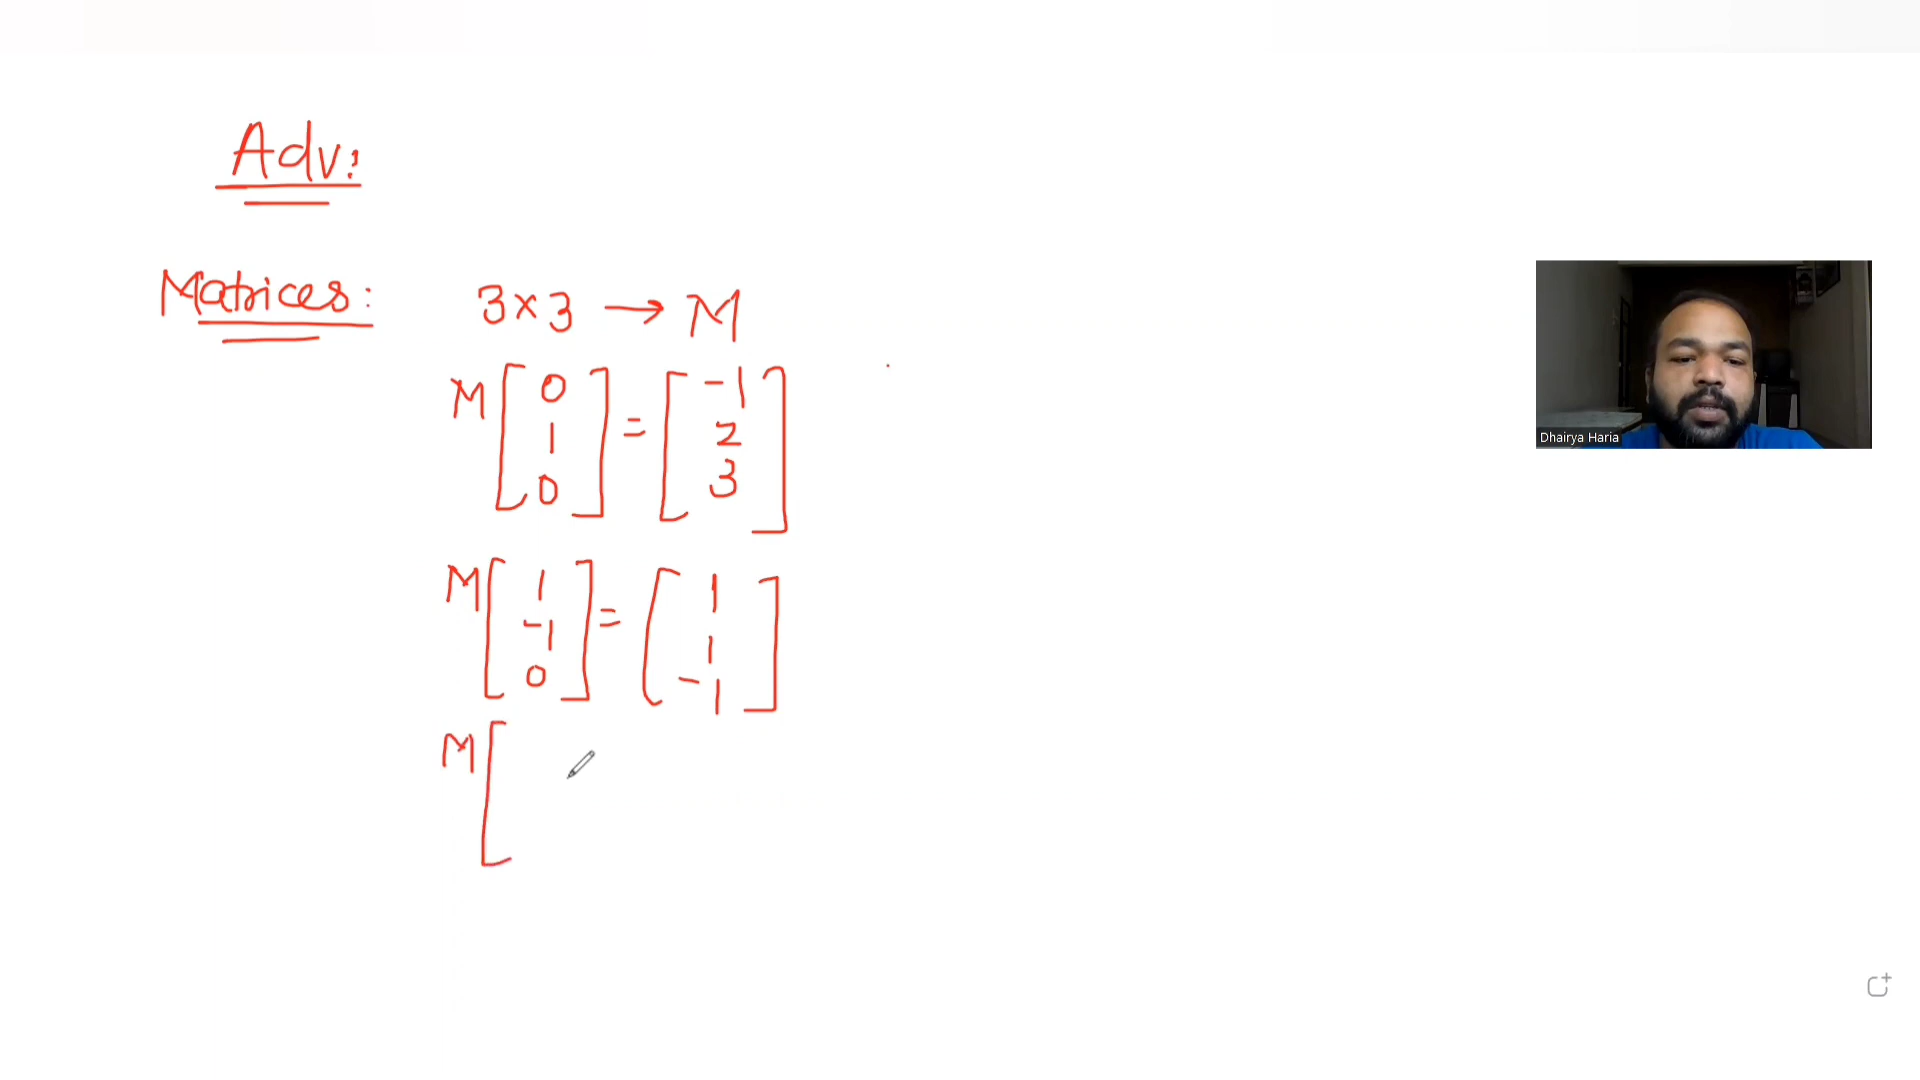 Adv:
Matrices: 3×3 → M
M [ 0 1 0 ] = [ -1 2 3 ]
M [ 1 -1 0 ] = [ 1 1 -1 ]
M [
Dhairya Haria